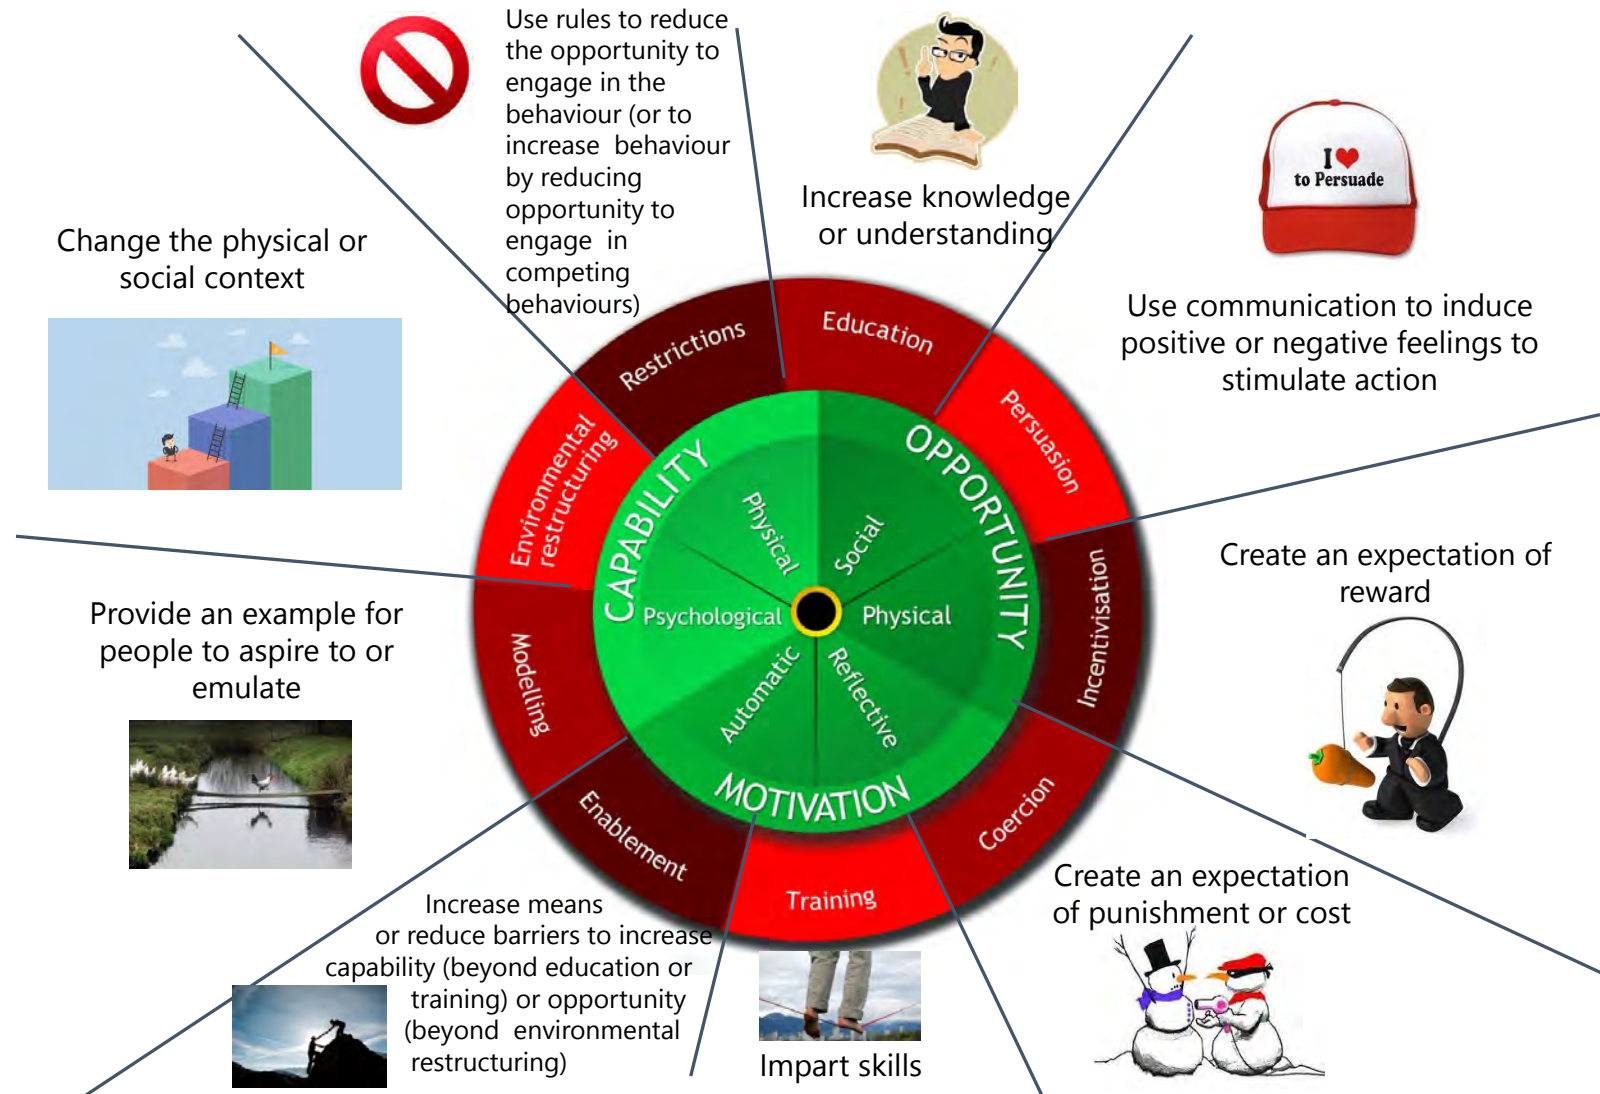 Use rules to reduce
the opportunity to
engage in the
behaviour (or to
increase behaviour
by reducing
opportunity to
engage in
competing
behaviours)
Increase knowledge
or understanding
I
to Persuade
Use communication to induce
positive or negative feelings to
stimulate action
Change the physical or
social context
Create an expectation of
reward
Provide an example for
people to aspire to or
emulate
Create an expectation
of punishment or cost
Increase means
or reduce barriers to increase
capability (beyond education or
training) or opportunity
(beyond environmental
restructuring)
Impart skills
Restrictions
Education
Persuasion
Incentivisation
Coercion
Training
Enablement
Modelling
Environmental
restructuring
CAPABILITY
OPPORTUNITY
MOTIVATION
Physical
Social
Psychological
Physical
Automatic
Reflective